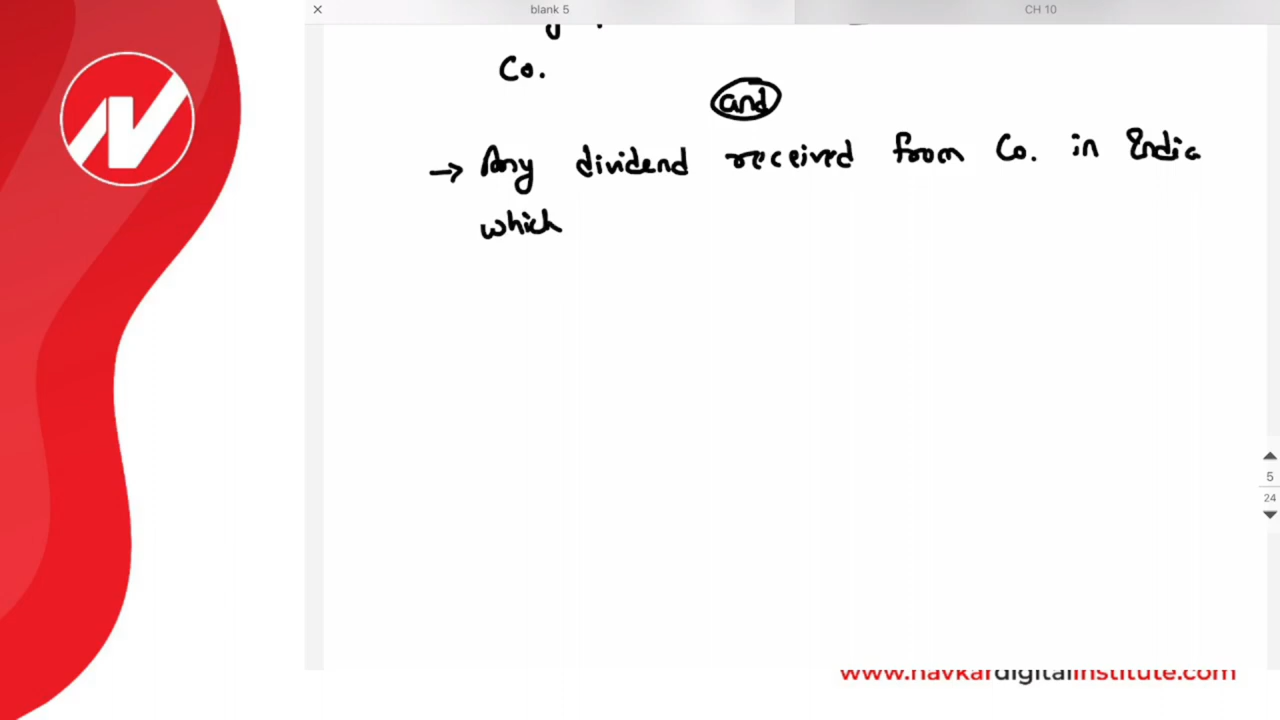 × blank 5 CH 10
Co.
and
→ Any dividend received from Co. in India
which
5
24
www.navkardigitalinstitute.com